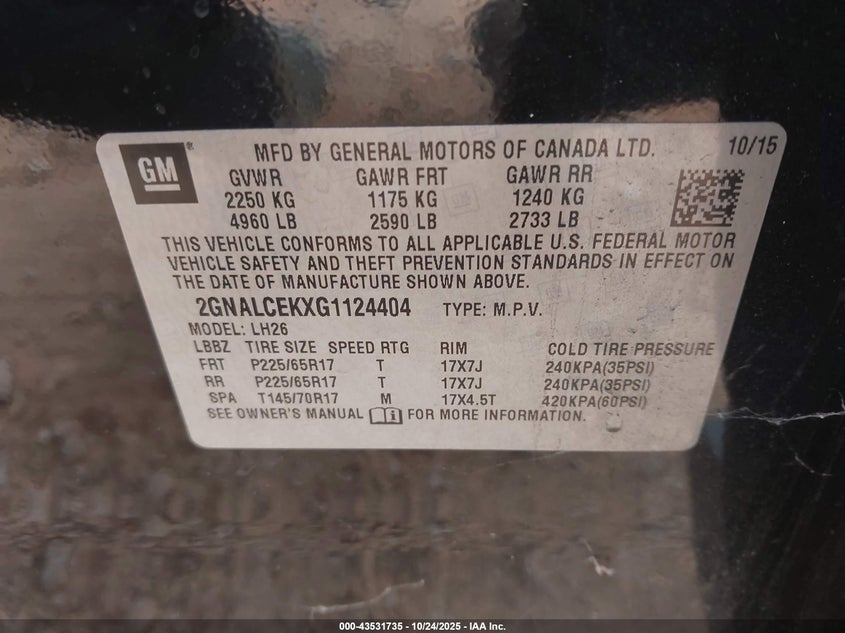 GM ®
MFD BY GENERAL MOTORS OF CANADA LTD. 10/15
GVWR GAWR FRT GAWR RR
2250 KG 1175 KG 1240 KG
4960 LB 2590 LB 2733 LB
THIS VEHICLE CONFORMS TO ALL APPLICABLE U.S. FEDERAL MOTOR
VEHICLE SAFETY AND THEFT PREVENTION STANDARDS IN EFFECT ON
THE DATE OF MANUFACTURE SHOWN ABOVE.
2GNALCEKXG1124404 TYPE: M.P.V.
MODEL: LH26
LBBZ TIRE SIZE SPEED RTG RIM COLD TIRE PRESSURE
FRT P225/65R17 T 17X7J 240KPA(35PSI)
RR P225/65R17 T 17X7J 240KPA(35PSI)
SPA T145/70R17 M 17X4.5T 420KPA(60PSI)
SEE OWNER'S MANUAL FOR MORE INFORMATION.
000-43531735 - 10/24/2025 - IAA Inc.